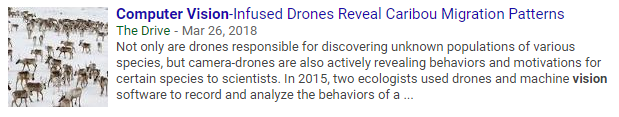 Computer Vision-Infused Drones Reveal Caribou Migration Patterns
The Drive - Mar 26, 2018
Not only are drones responsible for discovering unknown populations of various
species, but camera-drones are also actively revealing behaviors and motivations for
certain species to scientists. In 2015, two ecologists used drones and machine vision
software to record and analyze the behaviors of a ...